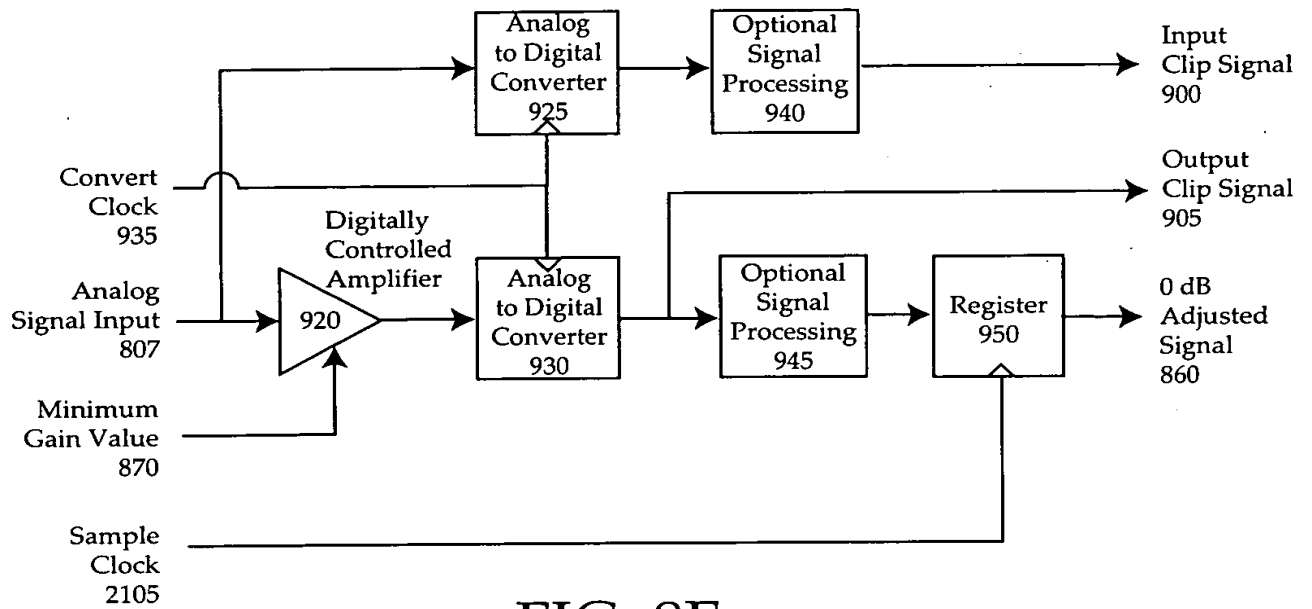 Analog
to Digital
Converter
925
Optional
Signal
Processing
940
Input
Clip Signal
900
Convert
Clock
935
Output
Clip Signal
905
Digitally
Controlled
Amplifier
Analog
Signal Input
807
920
Analog
to Digital
Converter
930
Optional
Signal
Processing
945
Register
950
0 dB
Adjusted
Signal
860
Minimum
Gain Value
870
Sample
Clock
2105